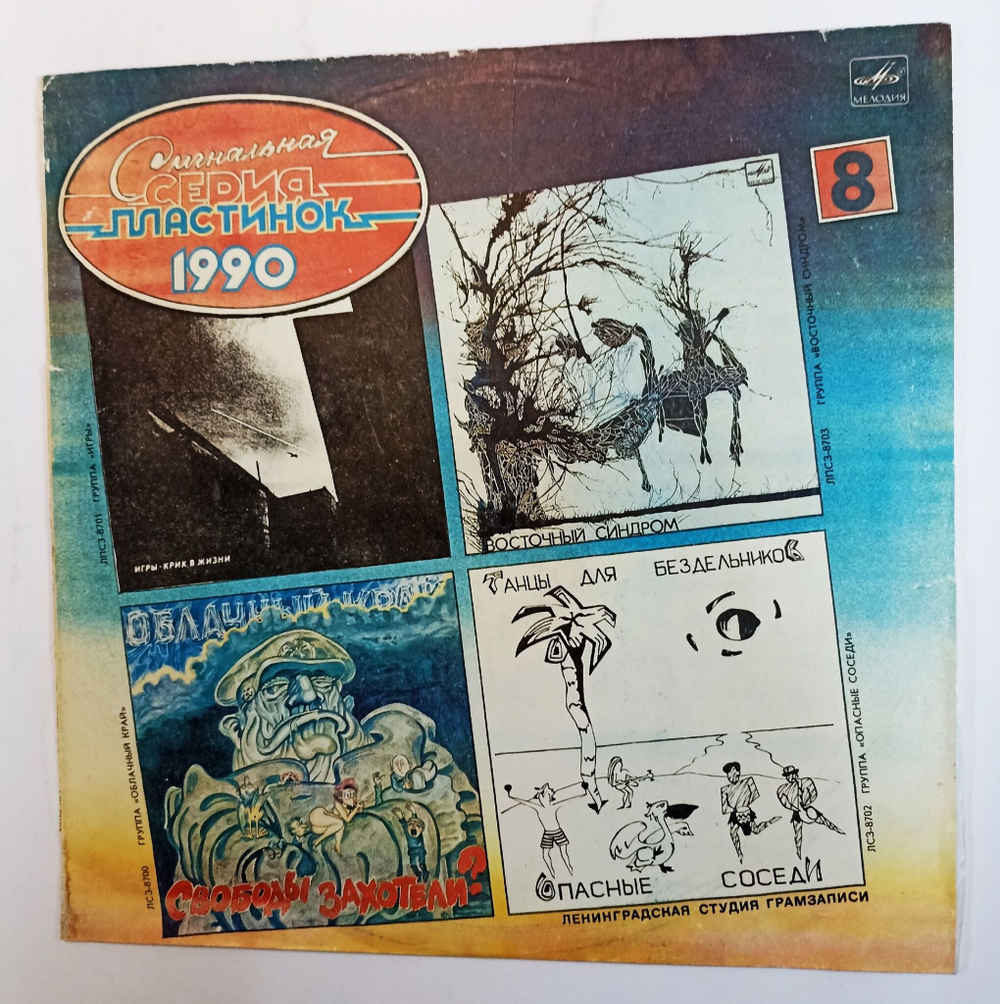 Сигнальная
СЕРИЯ
ПЛАСТИНОК
1990
МЕЛОДИЯ
8
МЕЛОДИЯ
ЛПСЗ-8701 ГРУППА «ИГРЫ»
ИГРЫ·КРИК В ЖИЗНИ
ВОСТОЧНЫЙ СИНДРОМ
ЛПСЗ-8703 ГРУППА «ВОСТОЧНЫЙ СИНДРОМ»
ЛСЗ-8700 ГРУППА «ОБЛАЧНЫЙ КРАЙ»
ОБЛАЧНЫЙ КРАЙ
СВОБОДЫ ЗАХОТЕЛИ?
ТАНЦЫ ДЛЯ БЕЗДЕЛЬНИКОВ
ОПАСНЫЕ СОСЕДИ
ЛСЗ-8702 ГРУППА «ОПАСНЫЕ СОСЕДИ»
ЛЕНИНГРАДСКАЯ СТУДИЯ ГРАМЗАПИСИ